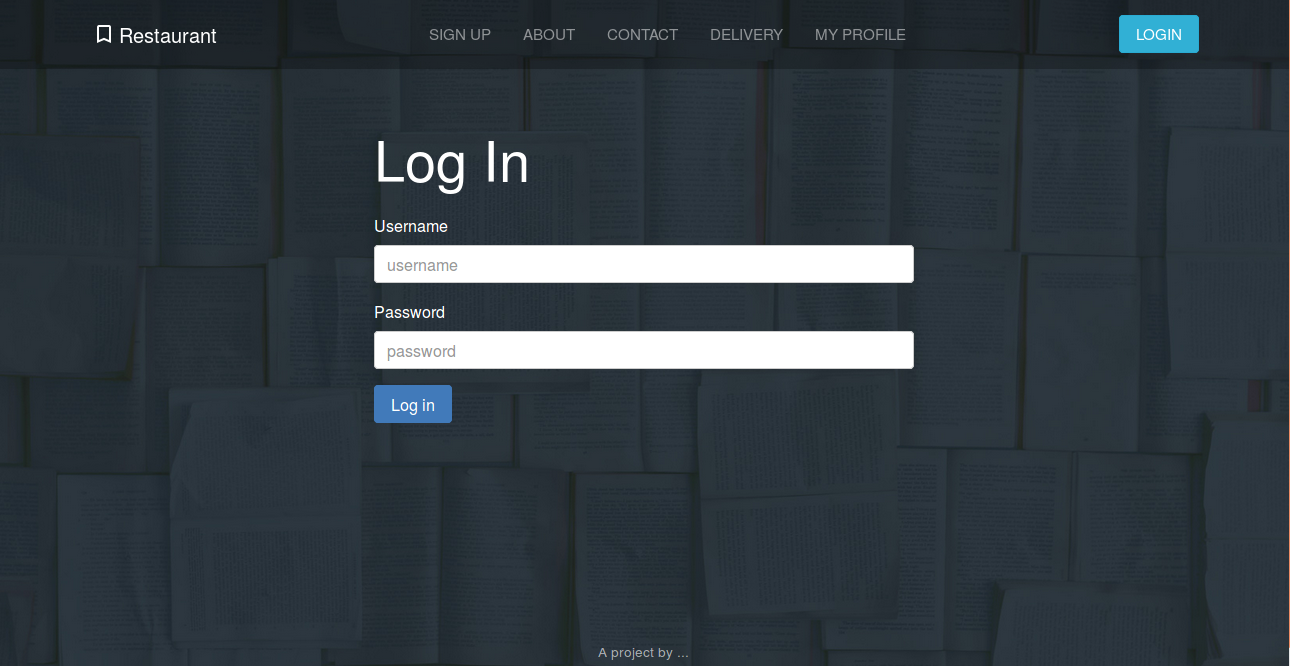 Restaurant
SIGN UP ABOUT CONTACT DELIVERY MY PROFILE
LOGIN
Log In
Username
username
Password
password
Log in
A project by ...